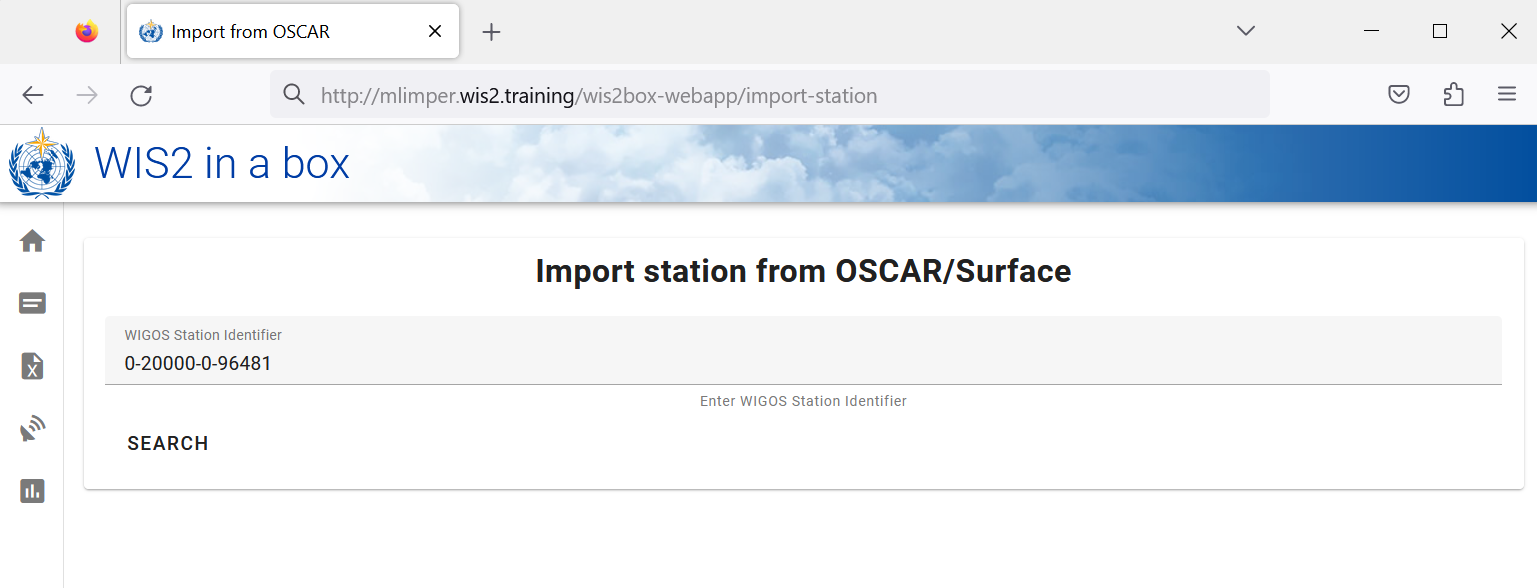 Import from OSCAR
http://mlimper.wis2.training/wis2box-webapp/import-station
WIS2 in a box
Import station from OSCAR/Surface
WIGOS Station Identifier
0-20000-0-96481
Enter WIGOS Station Identifier
SEARCH